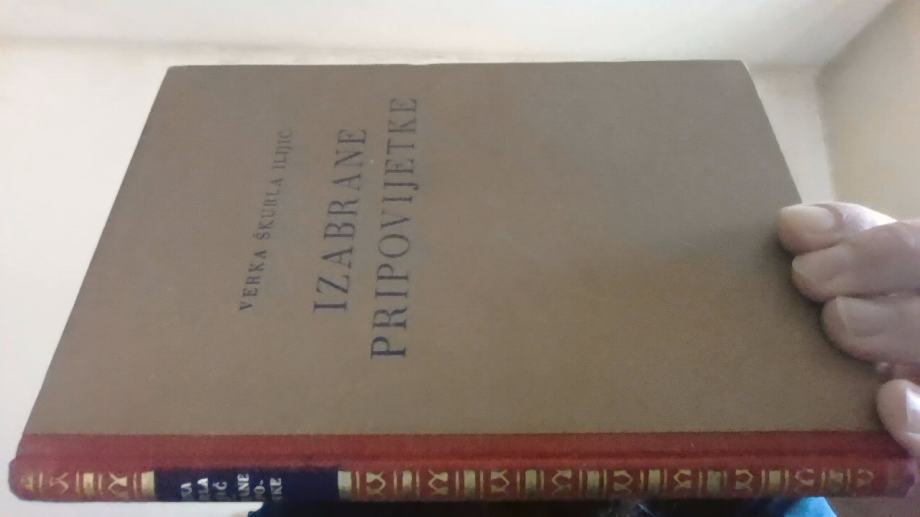 VERKA ŠKURLA ILIJIĆ
IZABRANE
PRIPOVIJETKE